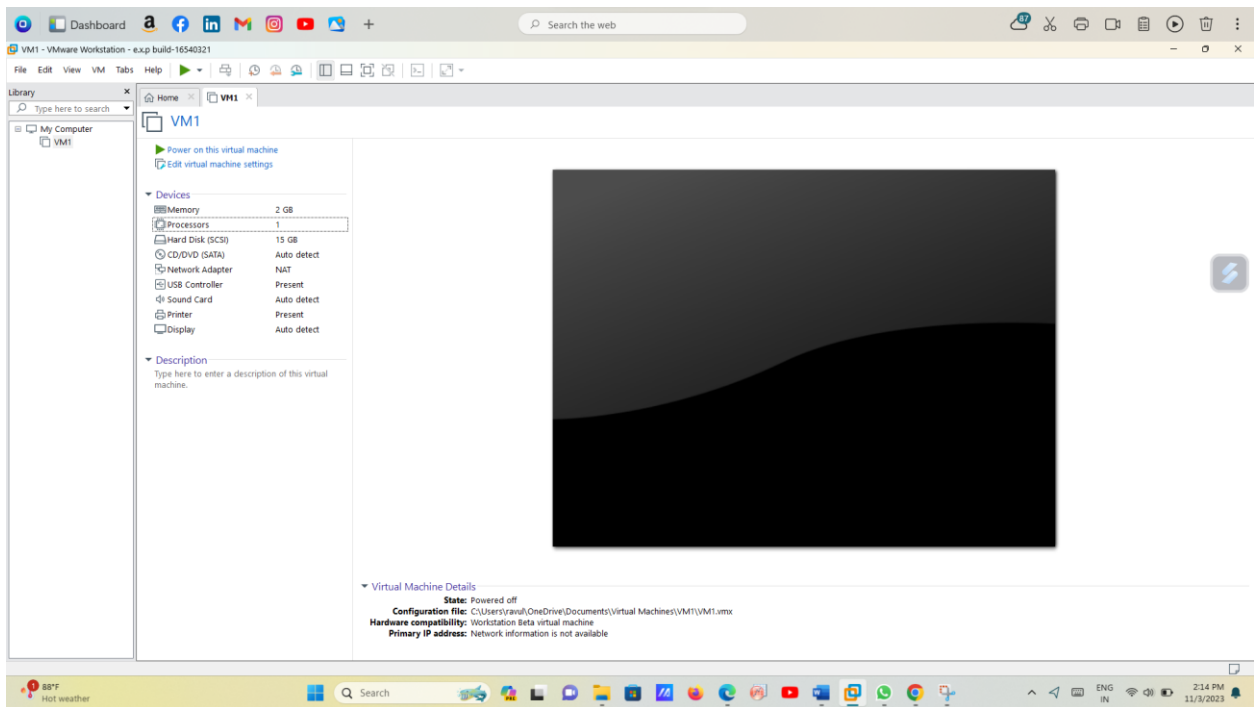 Dashboard
Search the web
87
VM1 - VMware Workstation - e.x.p build-16540321
File Edit View VM Tabs Help
Library
Type here to search
My Computer
VM1
Home
VM1
VM1
Power on this virtual machine
Edit virtual machine settings
Devices
Memory 2 GB
Processors 1
Hard Disk (SCSI) 15 GB
CD/DVD (SATA) Auto detect
Network Adapter NAT
USB Controller Present
Sound Card Auto detect
Printer Present
Display Auto detect
Description
Type here to enter a description of this virtual
machine.
Virtual Machine Details
State: Powered off
Configuration file: C:\Users\ravul\OneDrive\Documents\Virtual Machines\VM1\VM1.vmx
Hardware compatibility: Workstation Beta virtual machine
Primary IP address: Network information is not available
1
88°F
Hot weather
Search
ENG
IN
2:14 PM
11/3/2023